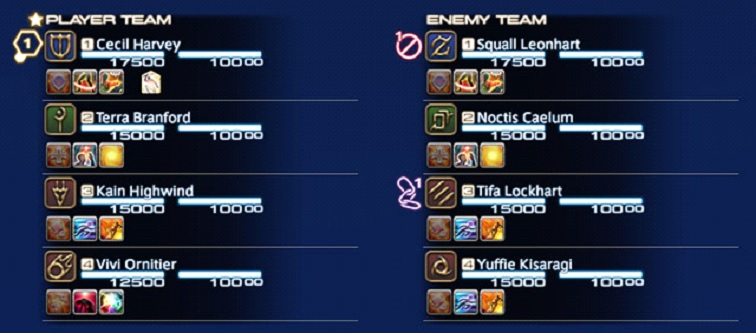 PLAYER TEAM
1
1 Cecil Harvey
17500 10000
2 Terra Branford
15000 10000
3 Kain Highwind
15000 10000
4 Vivi Ornitier
12500 10000
ENEMY TEAM
1 Squall Leonhart
17500 10000
2 Noctis Caelum
15000 10000
1
3 Tifa Lockhart
15000 10000
4 Yuffie Kisaragi
15000 10000